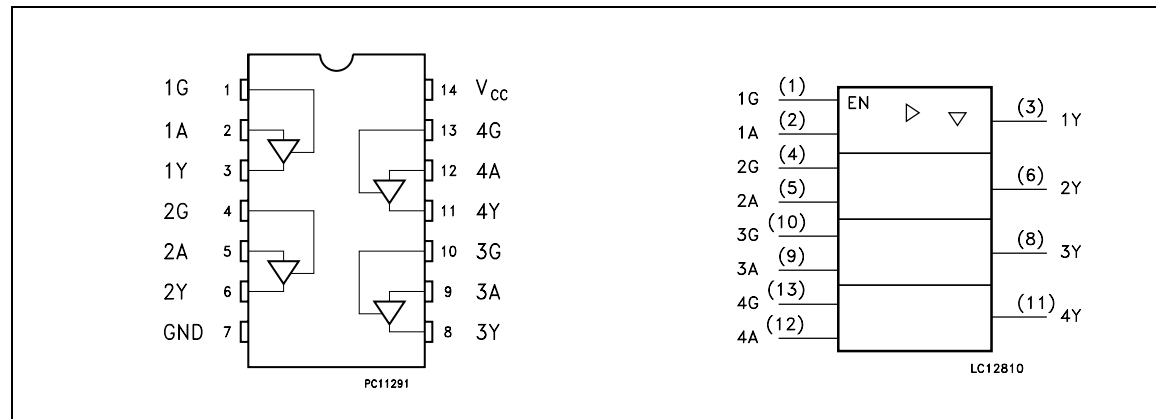 1G 1 14 VCC
1A 2 13 4G
1Y 3 12 4A
2G 4 11 4Y
2A 5 10 3G
2Y 6 9 3A
GND 7 8 3Y
PC11291
1G (1) EN (3) 1Y
1A (2)
2G (4) (6) 2Y
2A (5)
3G (10) (8) 3Y
3A (9)
4G (13) (11) 4Y
4A (12)
LC12810